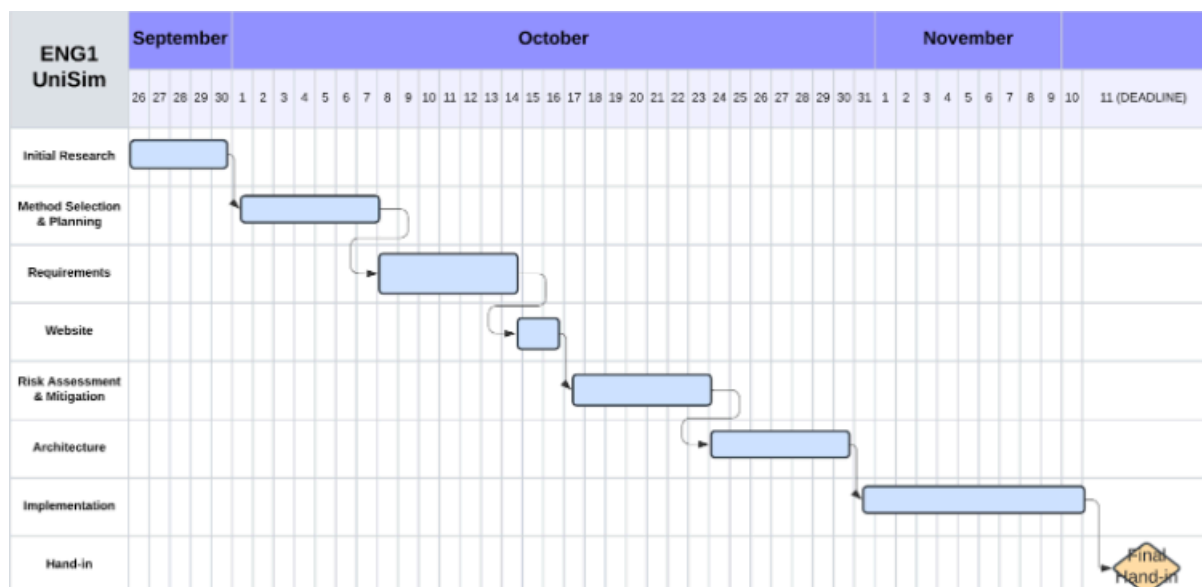 ENG1
UniSim
September October November
26 27 28 29 30 1 2 3 4 5 6 7 8 9 10 11 12 13 14 15 16 17 18 19 20 21 22 23 24 25 26 27 28 29 30 31 1 2 3 4 5 6 7 8 9 10 11 (DEADLINE)
Initial Research
Method Selection
& Planning
Requirements
Website
Risk Assessment
& Mitigation
Architecture
Implementation
Hand-in
Final
Hand-in